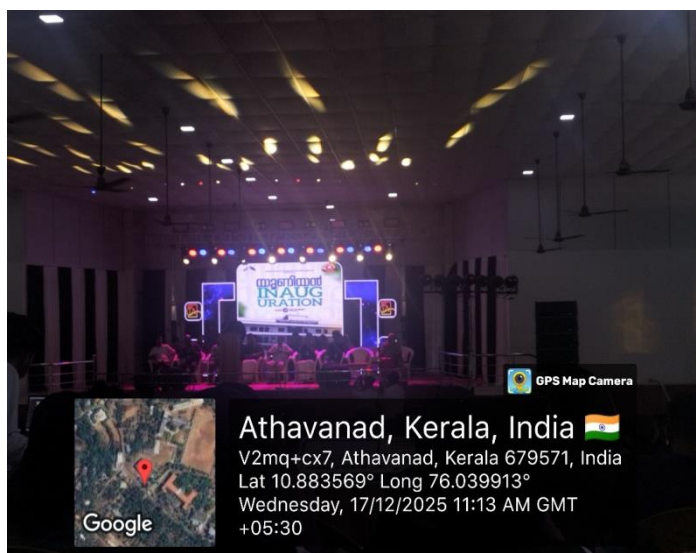 യൂണിയൻ
INAUG
URATION
GPS Map Camera
Athavanad, Kerala, India
V2mq+cx7, Athavanad, Kerala 679571, India
Lat 10.883569° Long 76.039913°
Wednesday, 17/12/2025 11:13 AM GMT
+05:30
Google